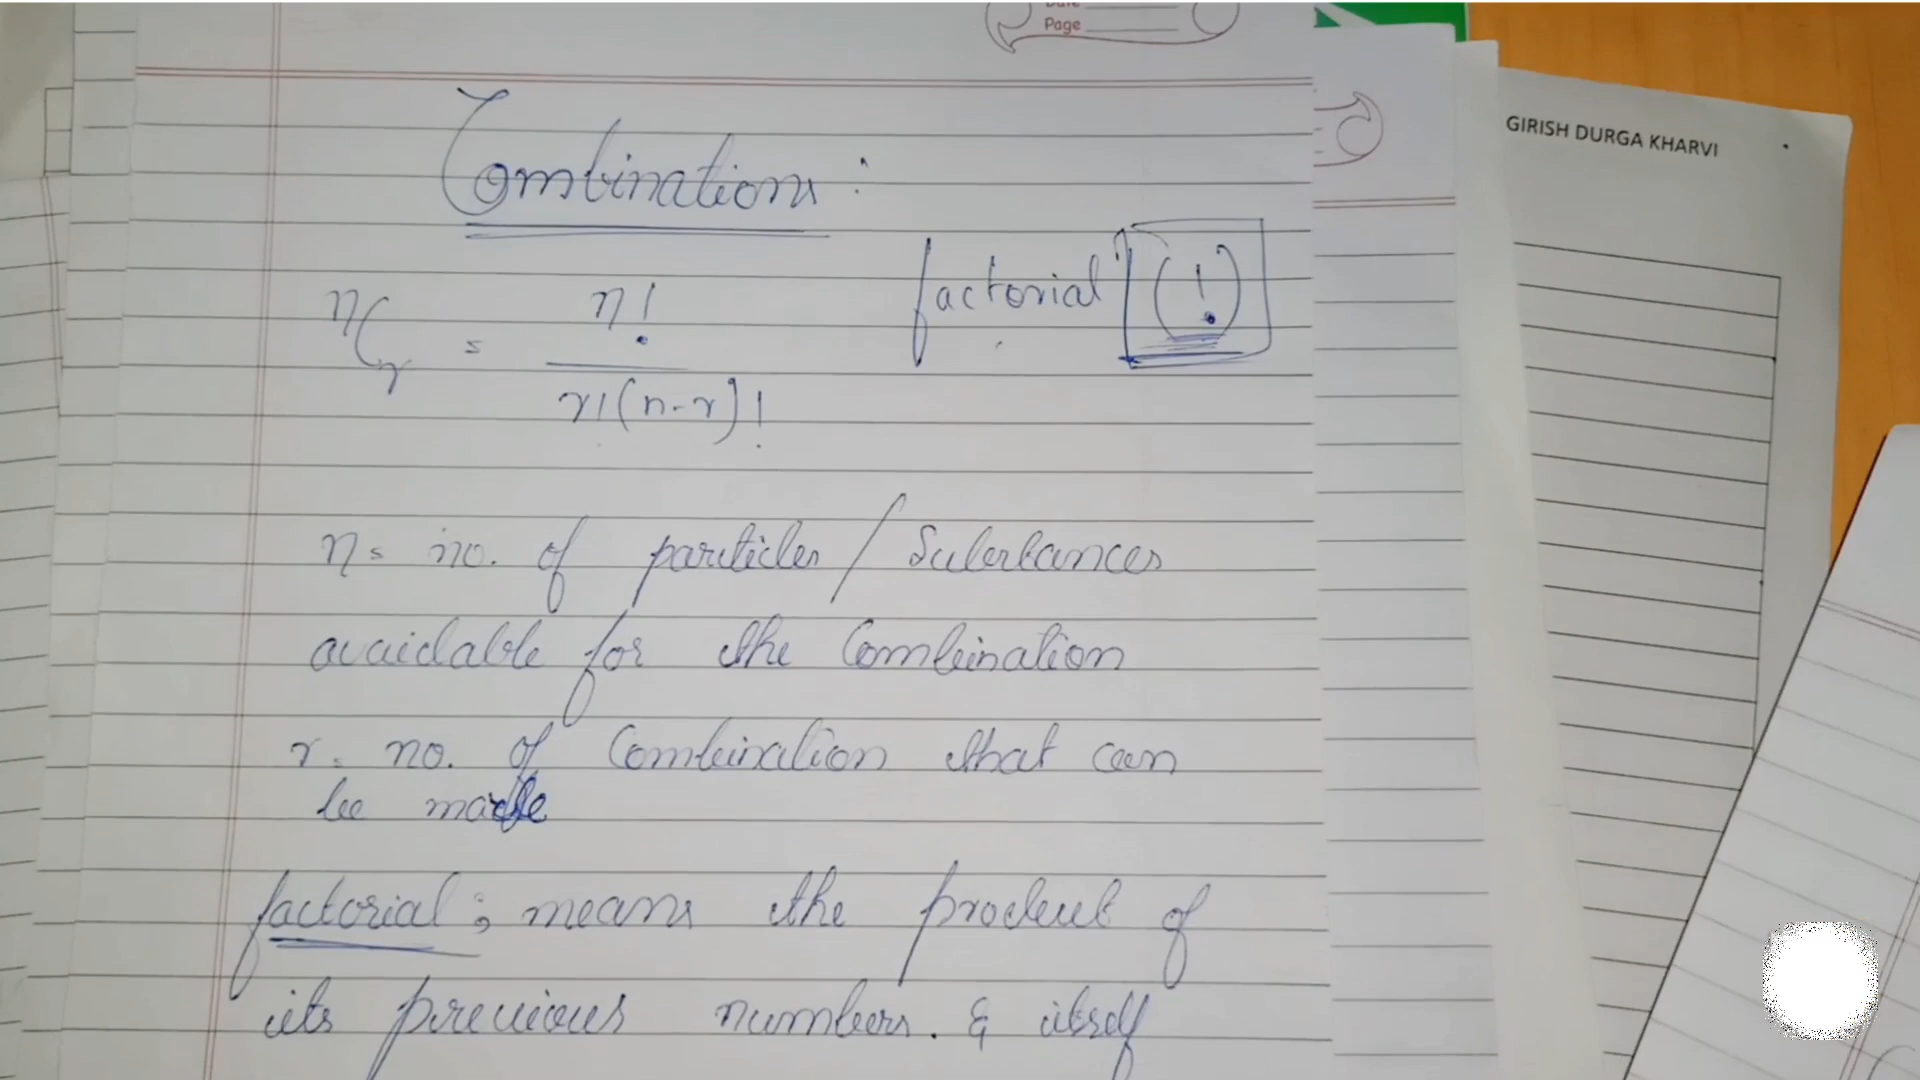 Page
GIRISH DURGA KHARVI
Combinations :
factorial (!)
nCr = n! / r!(n-r)!
n = no. of particles / Substances
available for the Combination
r = no. of Combination that can
be made
factorial : means the product of
its previous numbers. & itself